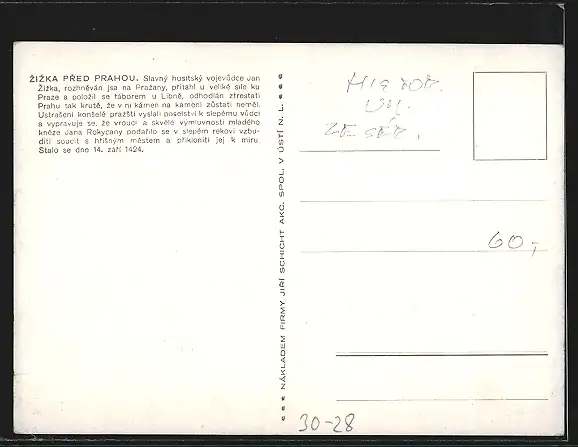 ŽIŽKA PŘED PRAHOU. Slavný husitský vojevůdce Jan
Žižka, rozhněván jsa na Pražany, přitáhl u veliké síle ku
Praze a položil se táborem u Libně, odhodlán ztrestati
Prahu tak krutě, že v ní kámen na kameni zůstati neměl.
Ustrašení konšelé pražští vyslali poselství k slepému vůdci
a vypravuje se, že vroucí a skvělé výmluvnosti mladého
kněze Jana Rokycany podařilo se v slepém rekovi vzbu-
diti soucit s hříšným městem a přikloniti jej k míru.
Stalo se dne 14. září 1424.
NÁKLADEM FIRMY JIŘÍ SCHICHT AKC. SPOL. V ÚSTÍ N. L.
ZE SÉR.
60,-
30-28